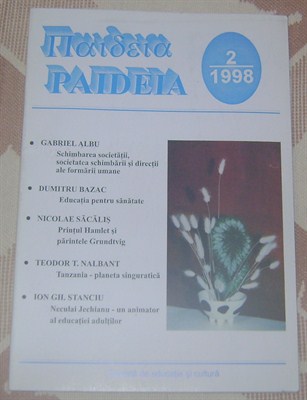 Παιδεία
PAIDEIA
2
1998
• GABRIEL ALBU
Schimbarea societății,
societatea schimbării și direcții
ale formării umane
• DUMITRU BAZAC
Educația pentru sănătate
• NICOLAE SĂCĂLIȘ
Prințul Hamlet și
părintele Grundtvig
• TEODOR T. NALBANT
Tanzania - planeta singuratică
• ION GH. STANCIU
Neculai Jechianu - un animator
al educației adulților